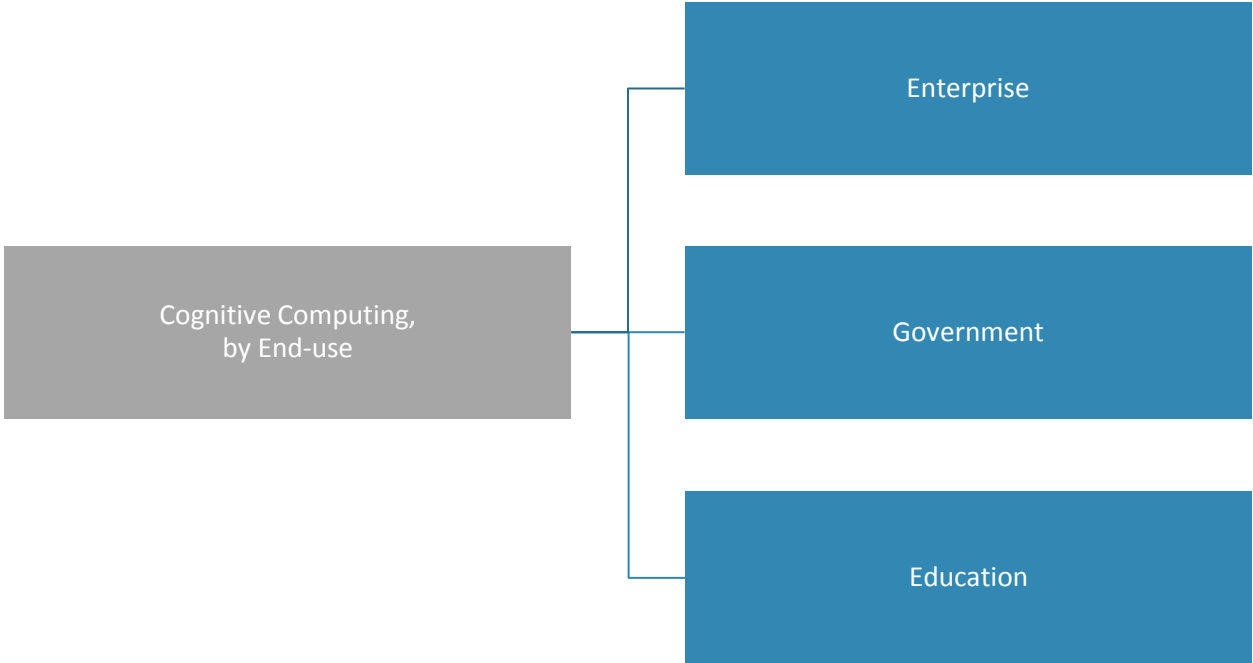 Enterprise
Cognitive Computing,
by End-use
Government
Education